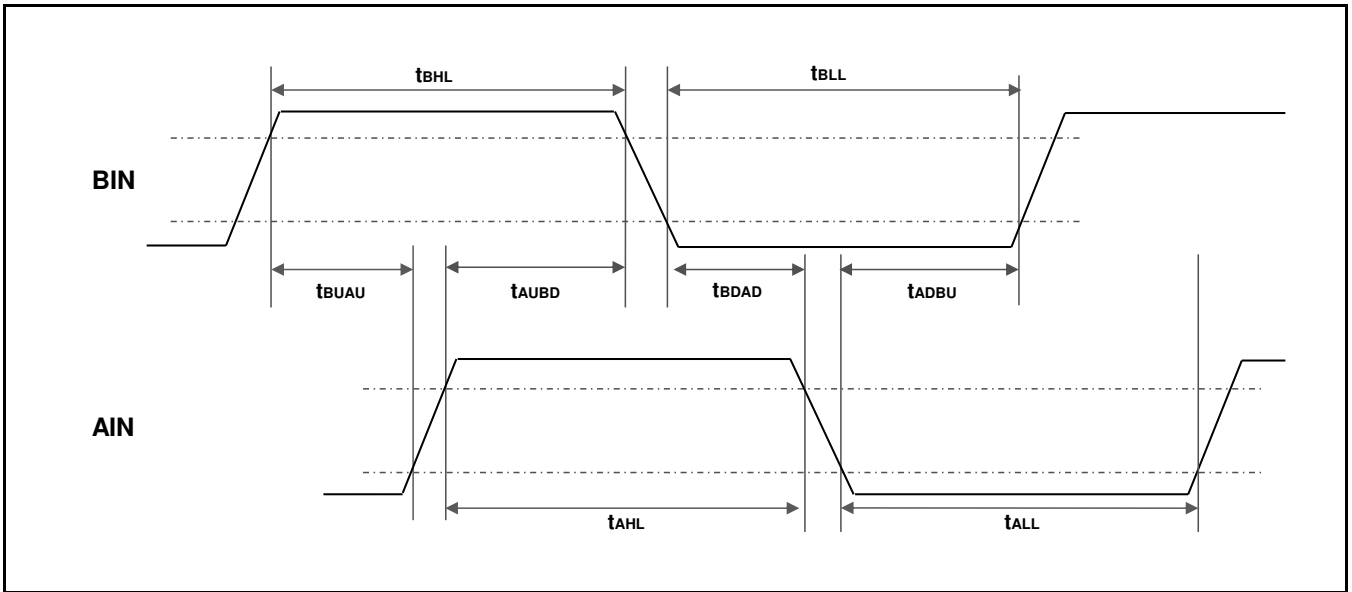 tBHL
tBLL
BIN
tBUAU
tAUBD
tBDAD
tADBU
AIN
tAHL
tALL